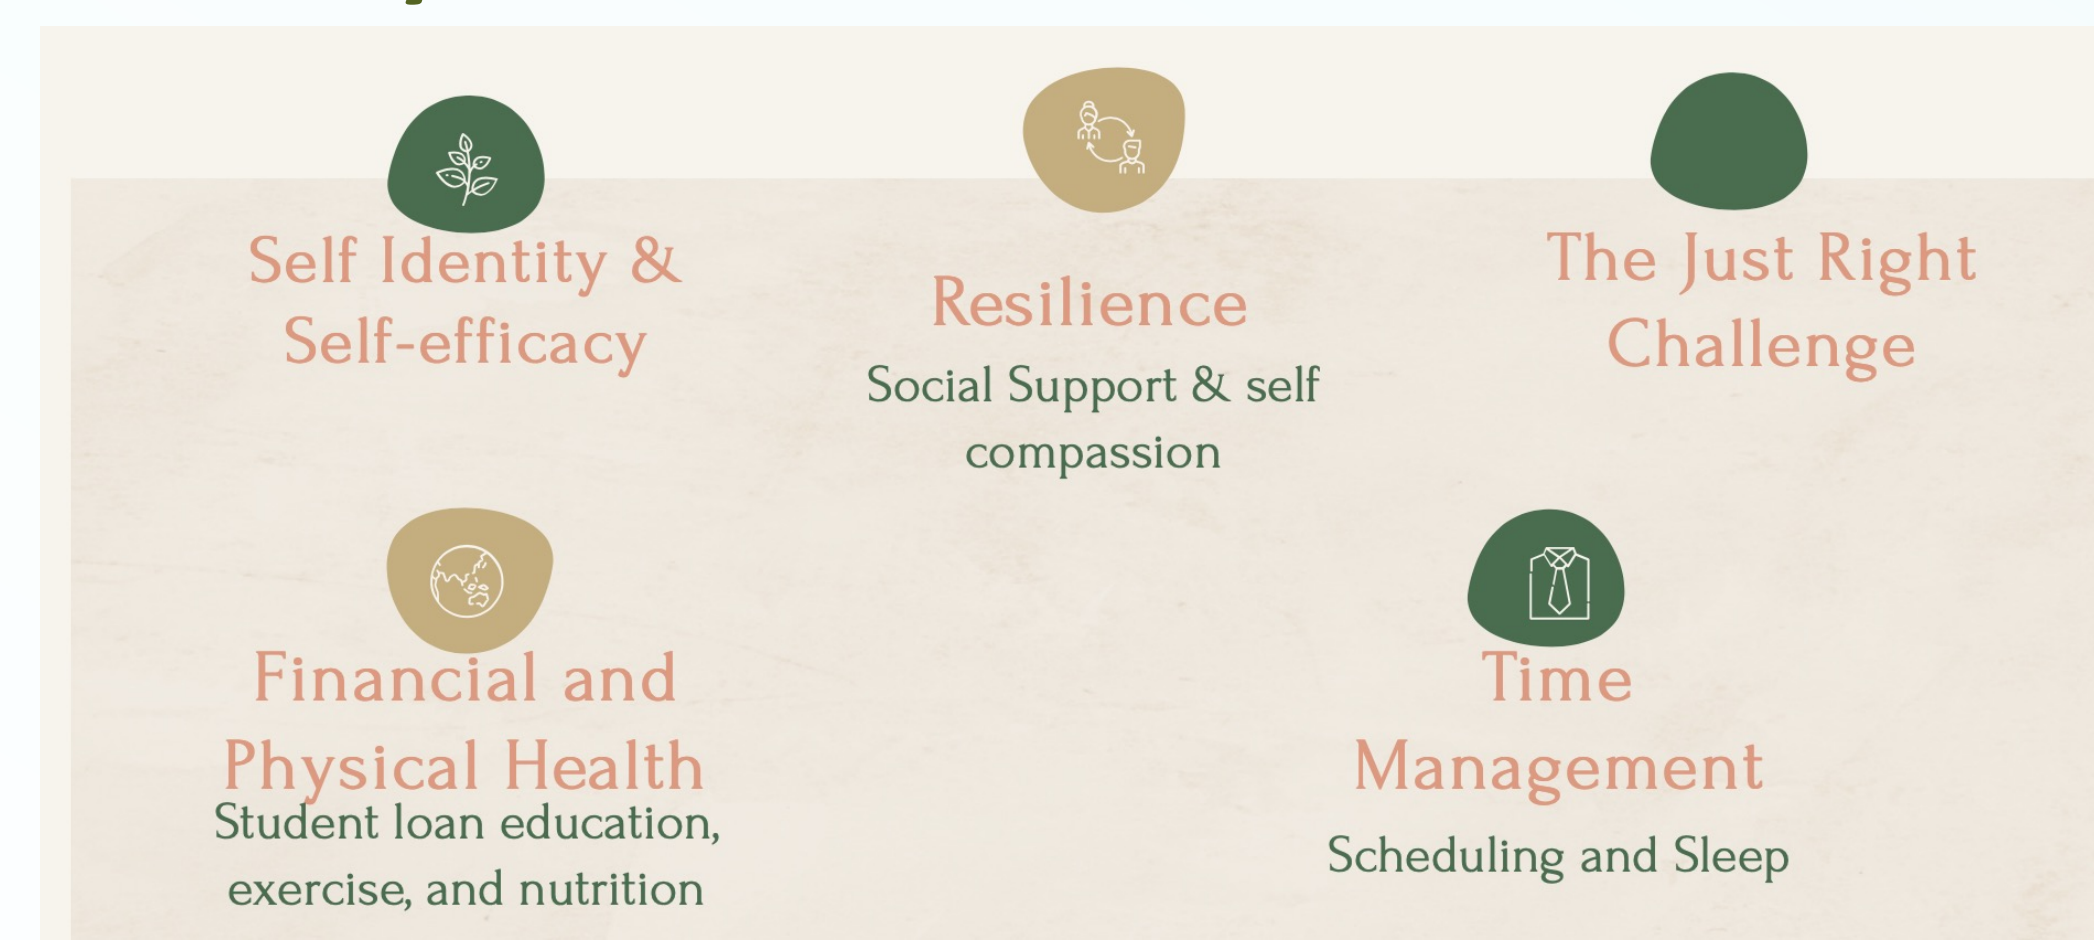 Self Identity &
Self-efficacy
Resilience
Social Support & self
compassion
The Just Right
Challenge
Financial and
Physical Health
Student loan education,
exercise, and nutrition
Time
Management
Scheduling and Sleep